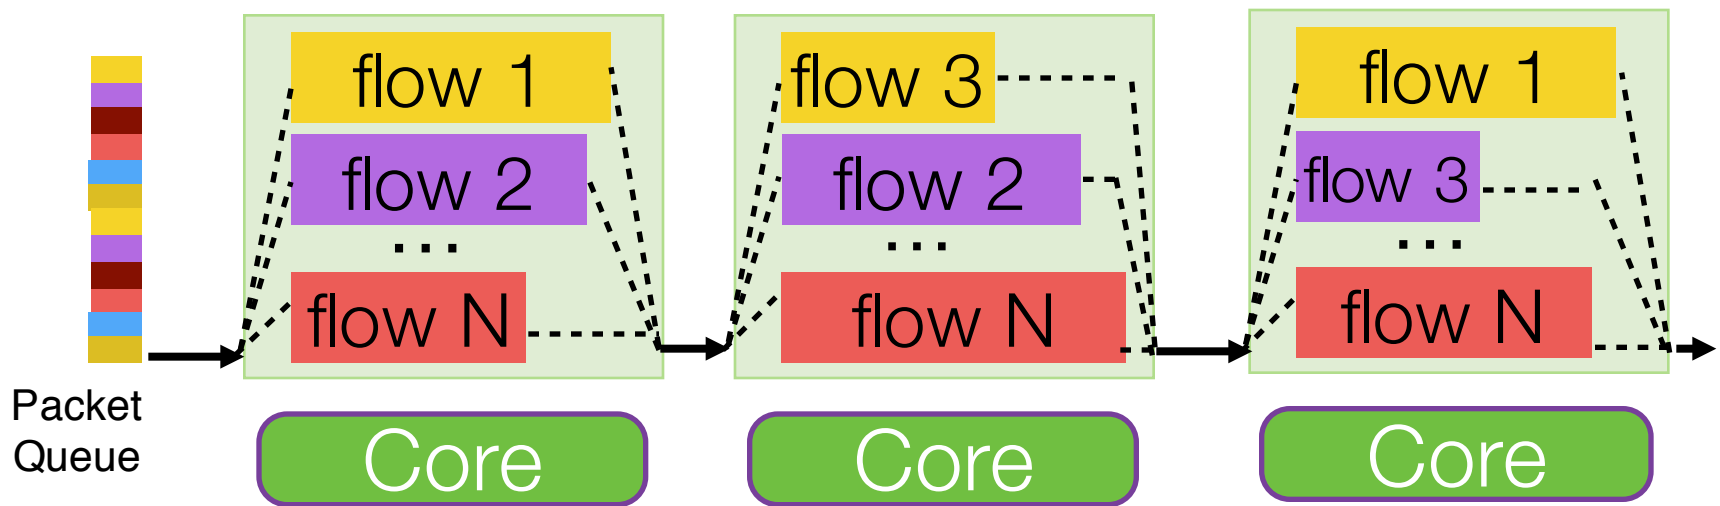 flow 1
flow 2
...
flow N
flow 3
flow 2
...
flow N
flow 1
flow 3
...
flow N
Packet
Queue
Core
Core
Core